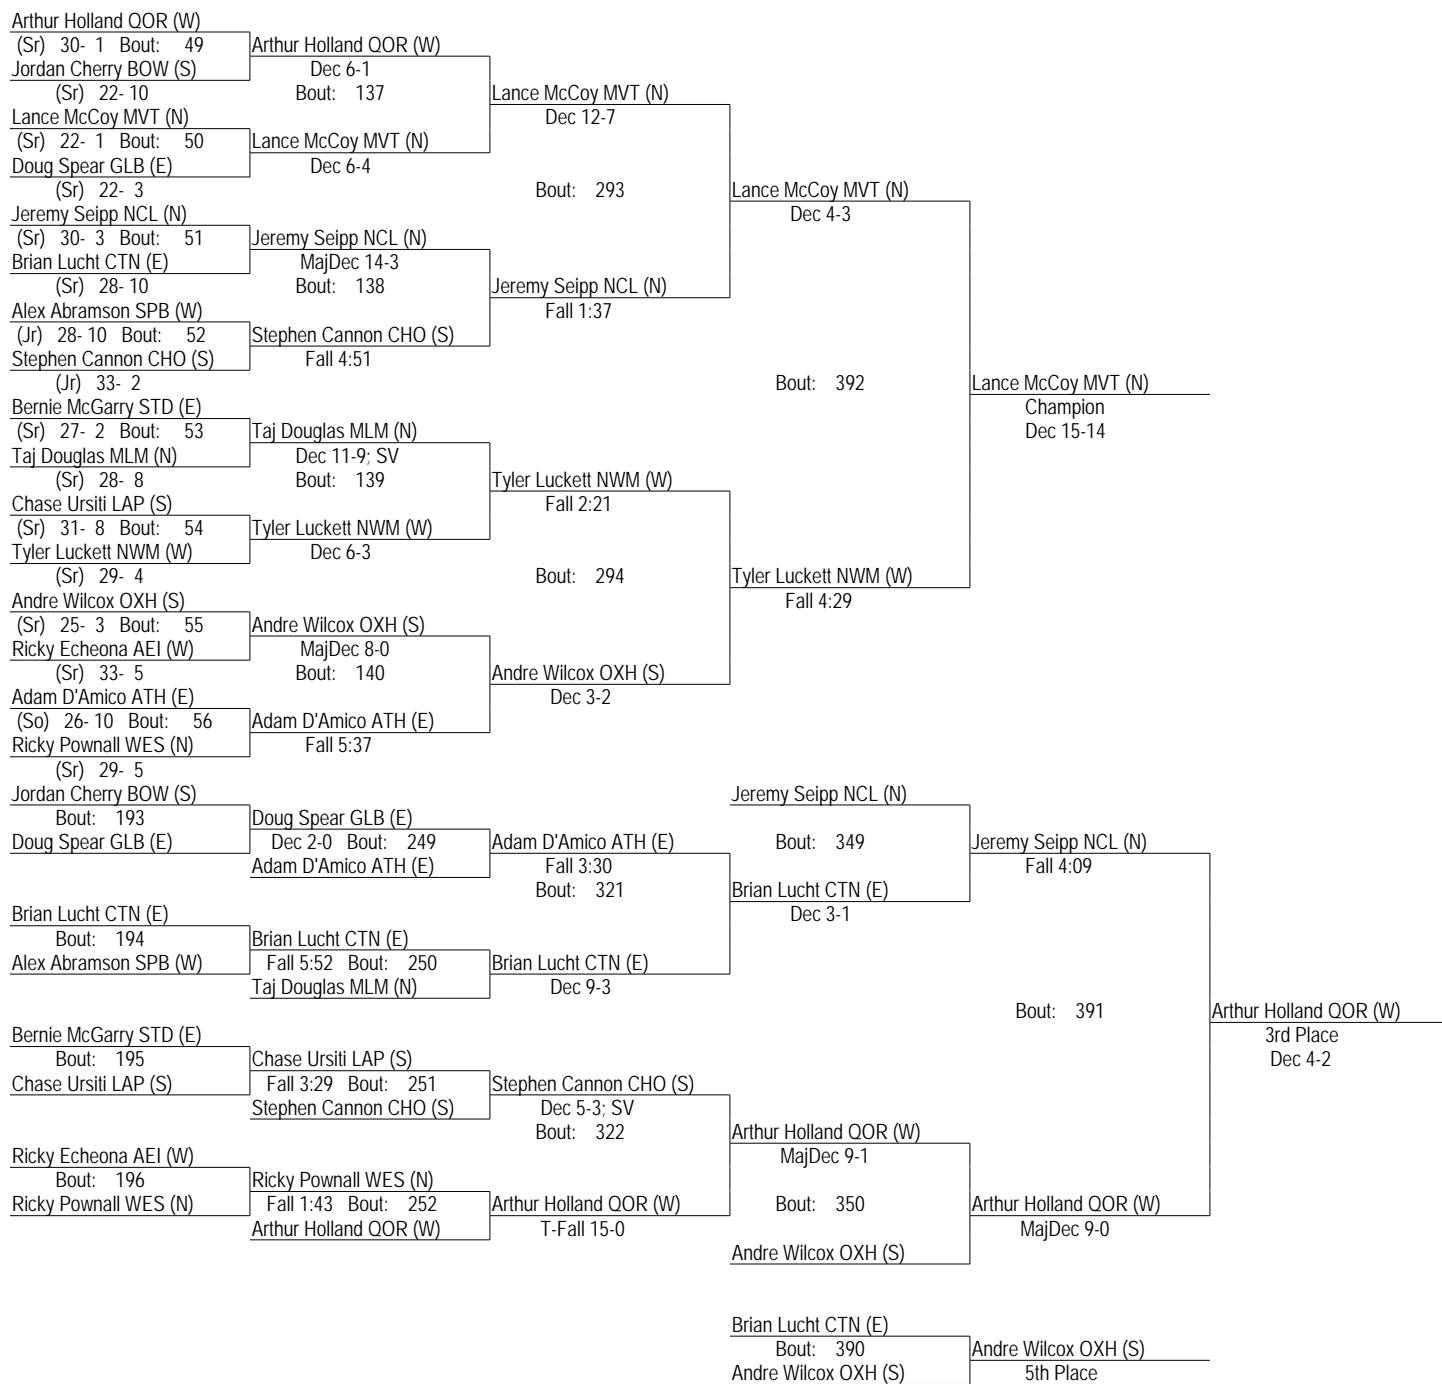 Arthur Holland QOR (W)
(Sr) 30- 1 Bout: 49 Arthur Holland QOR (W)
Jordan Cherry BOW (S) Dec 6-1
(Sr) 22- 10 Bout: 137 Lance McCoy MVT (N)
Lance McCoy MVT (N) Dec 12-7
(Sr) 22- 1 Bout: 50 Lance McCoy MVT (N)
Doug Spear GLB (E) Dec 6-4
(Sr) 22- 3 Bout: 293 Lance McCoy MVT (N)
Jeremy Seipp NCL (N) Dec 4-3
(Sr) 30- 3 Bout: 51 Jeremy Seipp NCL (N)
Brian Lucht CTN (E) MajDec 14-3
(Sr) 28- 10 Bout: 138 Jeremy Seipp NCL (N)
Alex Abramson SPB (W) Fall 1:37
(Jr) 28- 10 Bout: 52 Stephen Cannon CHO (S)
Stephen Cannon CHO (S) Fall 4:51
(Jr) 33- 2 Bout: 392 Lance McCoy MVT (N)
Bernie McGarry STD (E) Champion
(Sr) 27- 2 Bout: 53 Taj Douglas MLM (N) Dec 15-14
Taj Douglas MLM (N) Dec 11-9; SV
(Sr) 28- 8 Bout: 139 Tyler Luckett NWM (W)
Chase Ursiti LAP (S) Fall 2:21
(Sr) 31- 8 Bout: 54 Tyler Luckett NWM (W)
Tyler Luckett NWM (W) Dec 6-3
(Sr) 29- 4 Bout: 294 Tyler Luckett NWM (W)
Andre Wilcox OXH (S) Fall 4:29
(Sr) 25- 3 Bout: 55 Andre Wilcox OXH (S)
Ricky Echeona AEI (W) MajDec 8-0
(Sr) 33- 5 Bout: 140 Andre Wilcox OXH (S)
Adam D'Amico ATH (E) Dec 3-2
(So) 26- 10 Bout: 56 Adam D'Amico ATH (E)
Ricky Pownall WES (N) Fall 5:37
(Sr) 29- 5
Jordan Cherry BOW (S) Jeremy Seipp NCL (N)
Bout: 193 Doug Spear GLB (E)
Doug Spear GLB (E) Dec 2-0 Bout: 249 Adam D'Amico ATH (E) Bout: 349 Jeremy Seipp NCL (N)
Adam D'Amico ATH (E) Fall 3:30 Fall 4:09
Bout: 321 Brian Lucht CTN (E)
Brian Lucht CTN (E) Dec 3-1
Bout: 194 Brian Lucht CTN (E)
Alex Abramson SPB (W) Fall 5:52 Bout: 250 Brian Lucht CTN (E)
Taj Douglas MLM (N) Dec 9-3
Bout: 391 Arthur Holland QOR (W)
Bernie McGarry STD (E) 3rd Place
Bout: 195 Chase Ursiti LAP (S) Dec 4-2
Chase Ursiti LAP (S) Fall 3:29 Bout: 251 Stephen Cannon CHO (S)
Stephen Cannon CHO (S) Dec 5-3; SV
Bout: 322 Arthur Holland QOR (W)
Ricky Echeona AEI (W) MajDec 9-1
Bout: 196 Ricky Pownall WES (N)
Ricky Pownall WES (N) Fall 1:43 Bout: 252 Arthur Holland QOR (W) Bout: 350 Arthur Holland QOR (W)
Arthur Holland QOR (W) T-Fall 15-0 MajDec 9-0
Andre Wilcox OXH (S)
Brian Lucht CTN (E)
Bout: 390 Andre Wilcox OXH (S)
Andre Wilcox OXH (S) 5th Place